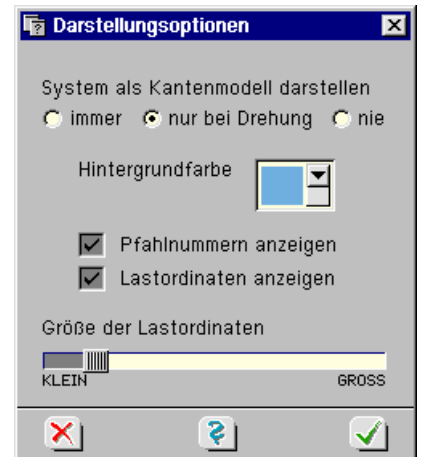 Darstellungsoptionen
System als Kantenmodell darstellen
immer nur bei Drehung nie
Hintergrundfarbe
Pfahlnummern anzeigen
Lastordinaten anzeigen
Größe der Lastordinaten
KLEIN GROSS